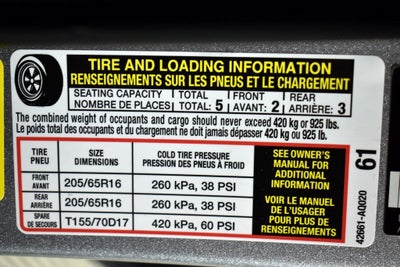 TIRE AND LOADING INFORMATION
RENSEIGNEMENTS SUR LES PNEUS ET LE CHARGEMENT
SEATING CAPACITY TOTAL FRONT REAR
NOMBRE DE PLACES TOTAL: 5 AVANT: 2 ARRIÈRE: 3
The combined weight of occupants and cargo should never exceed 420 kg or 925 lbs.
Le poids total des occupants et du chargement ne doit jamais dépasser 420 kg ou 925 lbs.
TIRE SIZE COLD TIRE PRESSURE
PNEU DIMENSIONS PRESSION DES PNEUS À FROID
FRONT
AVANT 205/65R16 260 kPa, 38 PSI
REAR
ARRIÈRE 205/65R16 260 kPa, 38 PSI
SPARE
DE SECOURS T155/70D17 420 kPa, 60 PSI
SEE OWNER'S
MANUAL FOR
ADDITIONAL
INFORMATION
VOIR LE MANUEL
DE L'USAGER
POUR PLUS DE
RENSEIGNEMENTS
61
42661-A0020